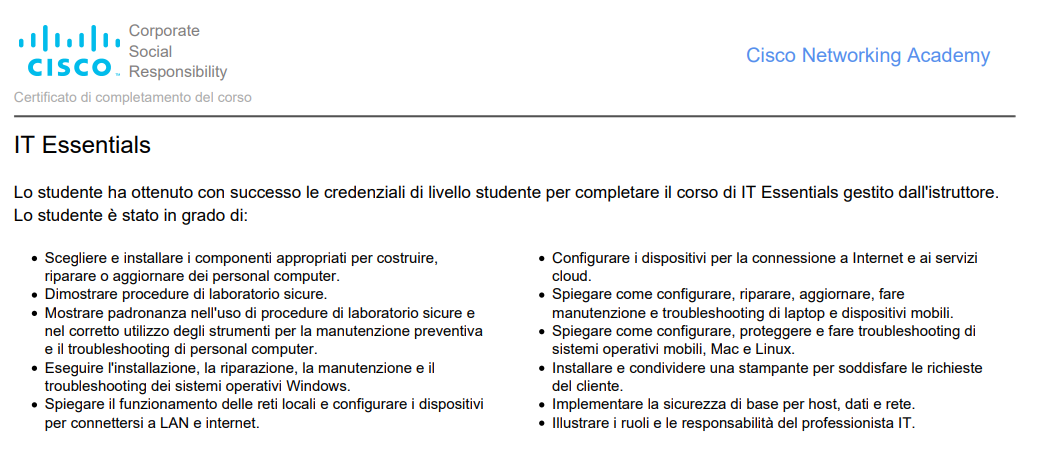 Corporate
Social
Responsibility
CISCO™
Cisco Networking Academy
Certificato di completamento del corso
IT Essentials
Lo studente ha ottenuto con successo le credenziali di livello studente per completare il corso di IT Essentials gestito dall'istruttore.
Lo studente è stato in grado di:
• Scegliere e installare i componenti appropriati per costruire,
riparare o aggiornare dei personal computer.
• Dimostrare procedure di laboratorio sicure.
• Mostrare padronanza nell'uso di procedure di laboratorio sicure e
nel corretto utilizzo degli strumenti per la manutenzione preventiva
e il troubleshooting di personal computer.
• Eseguire l'installazione, la riparazione, la manutenzione e il
troubleshooting dei sistemi operativi Windows.
• Spiegare il funzionamento delle reti locali e configurare i dispositivi
per connettersi a LAN e internet.
• Configurare i dispositivi per la connessione a Internet e ai servizi
cloud.
• Spiegare come configurare, riparare, aggiornare, fare
manutenzione e troubleshooting di laptop e dispositivi mobili.
• Spiegare come configurare, proteggere e fare troubleshooting di
sistemi operativi mobili, Mac e Linux.
• Installare e condividere una stampante per soddisfare le richieste
del cliente.
• Implementare la sicurezza di base per host, dati e rete.
• Illustrare i ruoli e le responsabilità del professionista IT.